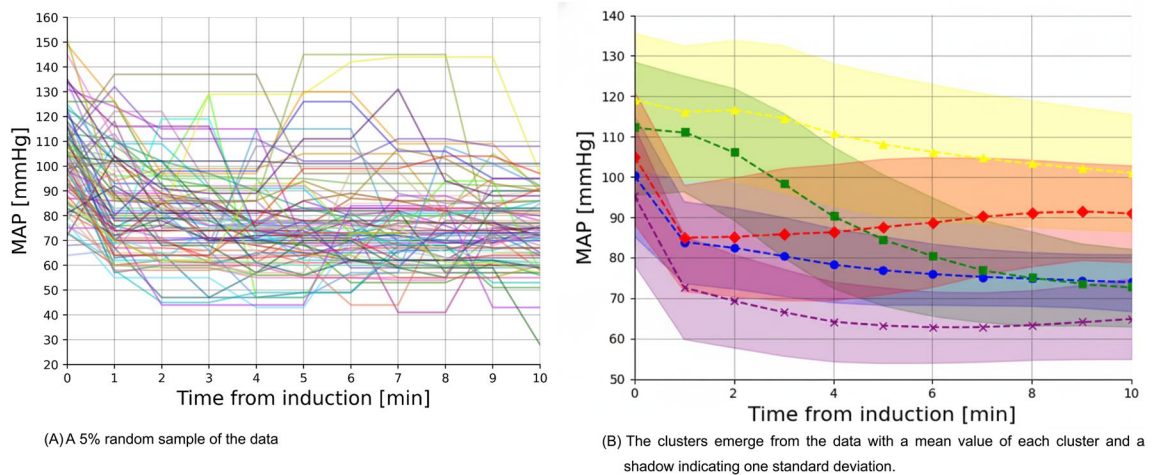 160
150
140
130
120
110
100
90
80
70
60
50
40
30
20
MAP [mmHg]
0 1 2 3 4 5 6 7 8 9 10
Time from induction [min]
(A) A 5% random sample of the data
140
130
120
110
100
90
80
70
60
50
MAP [mmHg]
0 2 4 6 8 10
Time from induction [min]
(B) The clusters emerge from the data with a mean value of each cluster and a
shadow indicating one standard deviation.